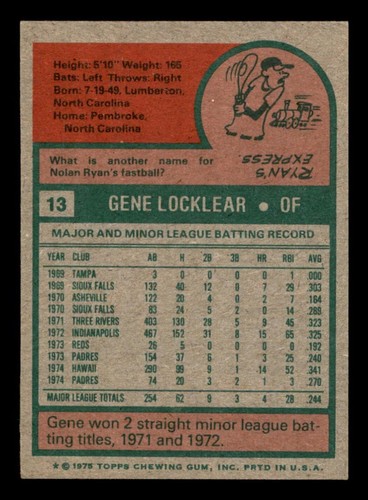 Height: 5'10" Weight: 165
Bats: Left Throws: Right
Born: 7-19-49, Lumberton,
North Carolina
Home: Pembroke,
North Carolina
What is another name for
Nolan Ryan's fastball?
RYAN'S
EXPRESS
13 GENE LOCKLEAR • OF
MAJOR AND MINOR LEAGUE BATTING RECORD
YEAR CLUB AB H 2B 3B HR RBI AVG
1969 TAMPA 3 0 0 0 0 1 .000
1969 SIOUX FALLS 132 40 12 0 7 29 .303
1970 ASHEVILLE 122 20 4 0 2 7 .164
1970 SIOUX FALLS 83 24 5 2 0 14 .289
1971 THREE RIVERS 403 130 28 5 9 45 .323
1972 INDIANAPOLIS 467 152 31 8 15 65 .325
1973 REDS 26 5 0 0 0 0 .192
1973 PADRES 154 37 6 1 3 25 .240
1974 HAWAII 290 99 9 1 14 52 .341
1974 PADRES 74 20 3 2 1 3 .270
MAJOR LEAGUE TOTALS 254 62 9 3 4 28 .244
Gene won 2 straight minor league bat-
ting titles, 1971 and 1972.
* © 1975 TOPPS CHEWING GUM, INC. PRTD IN U.S.A.